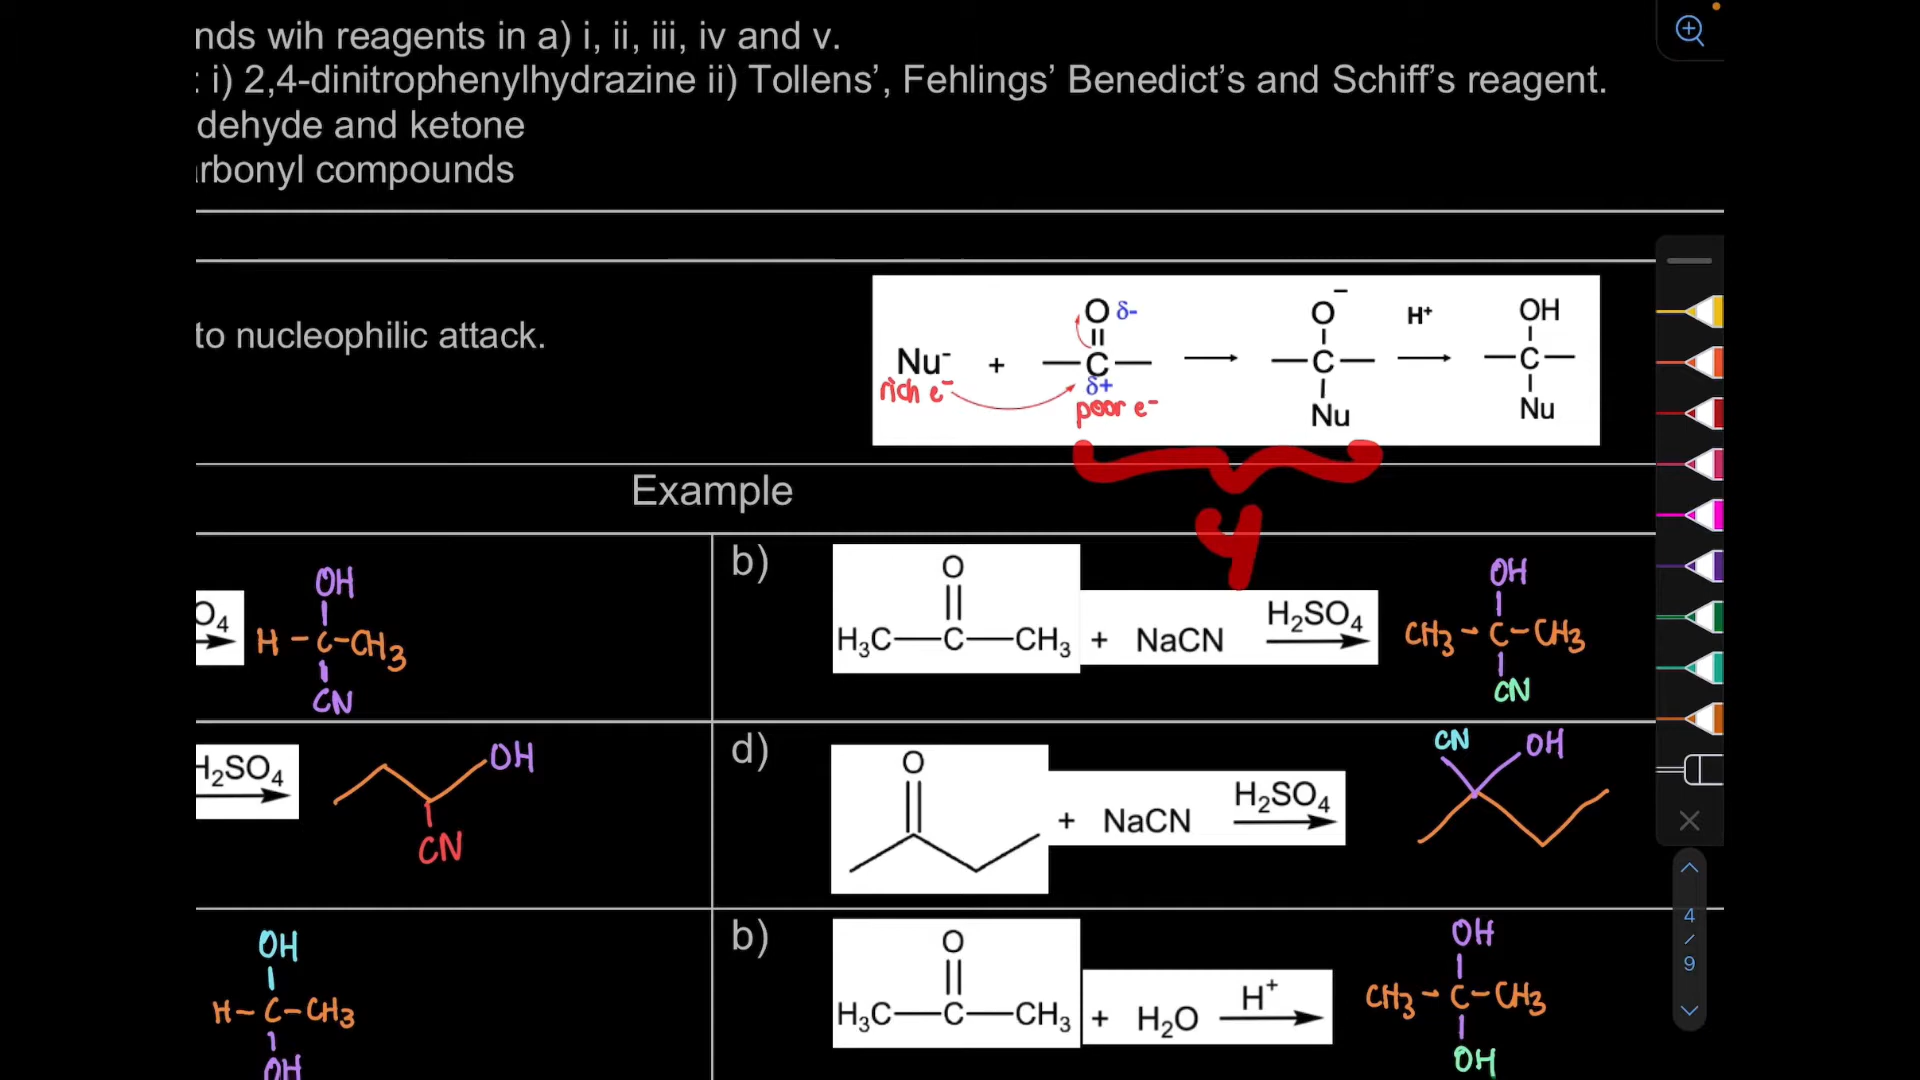 nds wih reagents in a) i, ii, iii, iv and v.
: i) 2,4-dinitrophenylhydrazine ii) Tollens’, Fehlings’ Benedict’s and Schiff’s reagent.
dehyde and ketone
rbonyl compounds
to nucleophilic attack.
O δ-
O⁻
H⁺
OH
Nu⁻ + C
C
C
rich e⁻
δ+
poor e⁻
Nu
Nu
4
Example
O₄
OH
H-C-CH₃
CN
b)
O
H₃C CH₃ + NaCN H₂SO₄
C
OH
CH₃-C-CH₃
CN
H₂SO₄
OH
CN
d)
O
+ NaCN H₂SO₄
CN OH
OH
H-C-CH₃
OH
b)
O
H₃C C CH₃ + H₂O H⁺
OH
CH₃-C-CH₃
OH
4
/
9